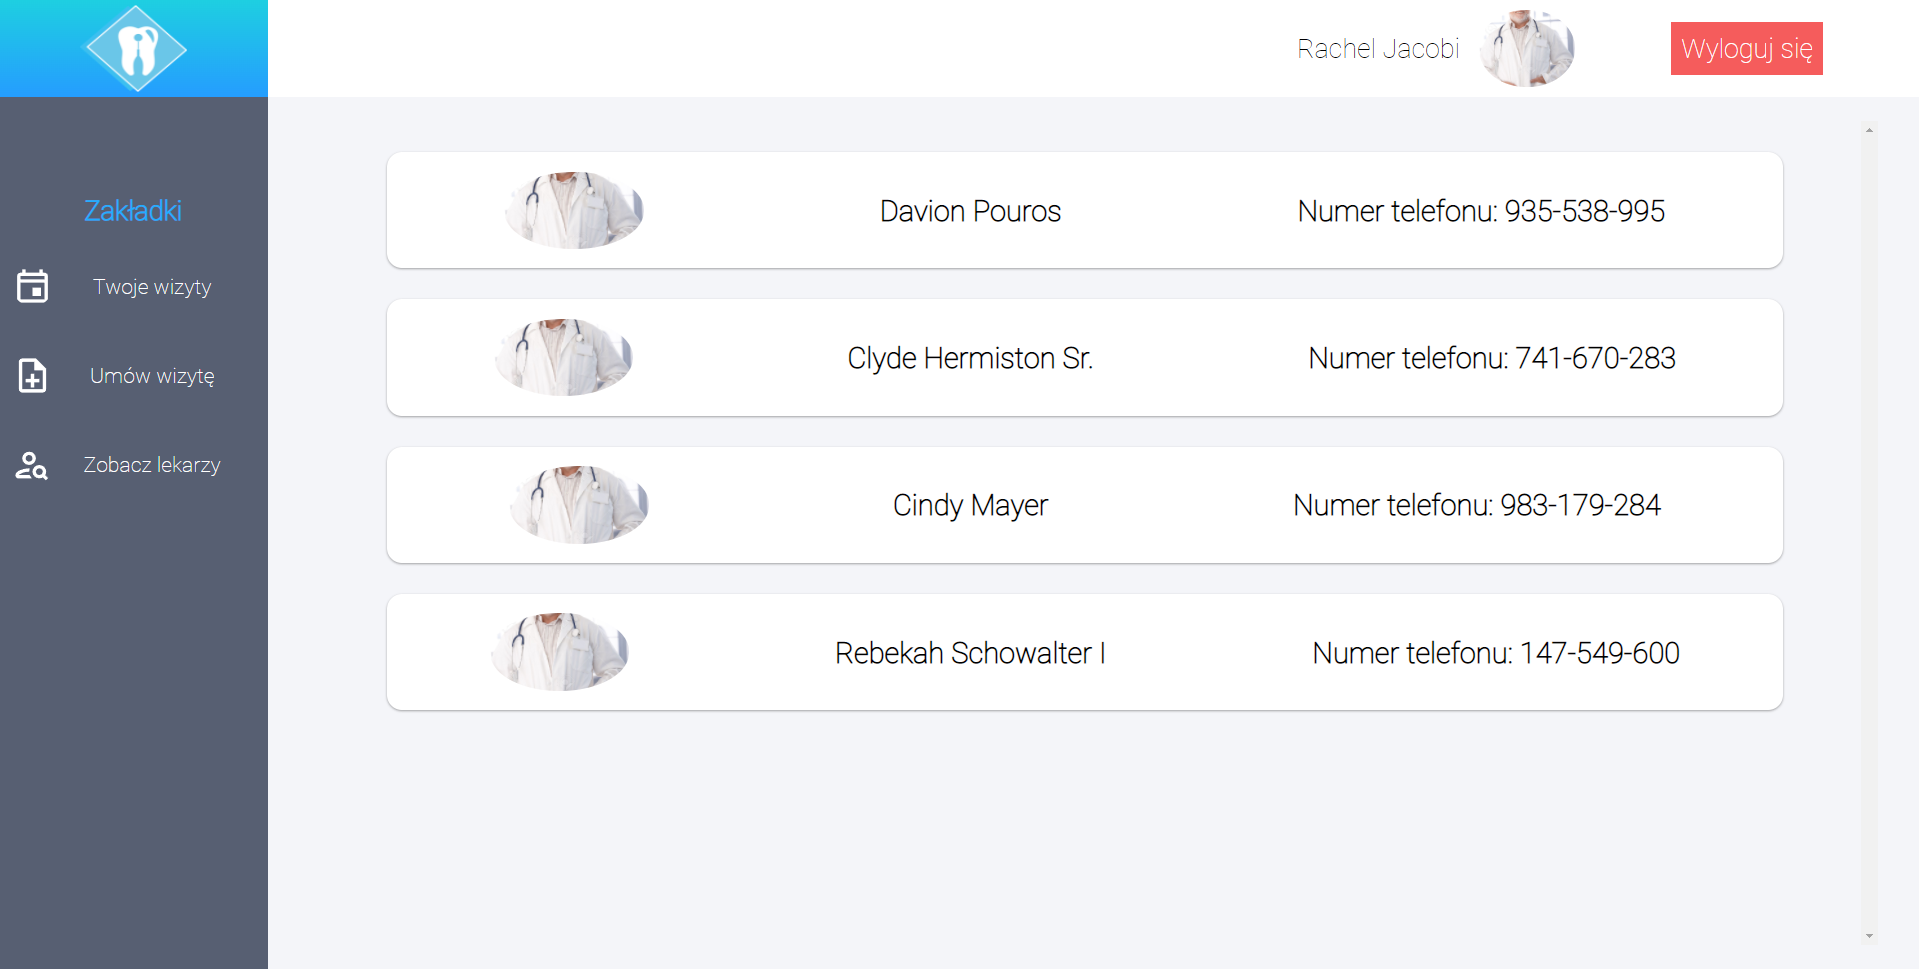 Rachel Jacobi
Wyloguj się
Zakładki
Twoje wizyty
Umów wizytę
Zobacz lekarzy
Davion Pouros
Numer telefonu: 935-538-995
Clyde Hermiston Sr.
Numer telefonu: 741-670-283
Cindy Mayer
Numer telefonu: 983-179-284
Rebekah Schowalter I
Numer telefonu: 147-549-600